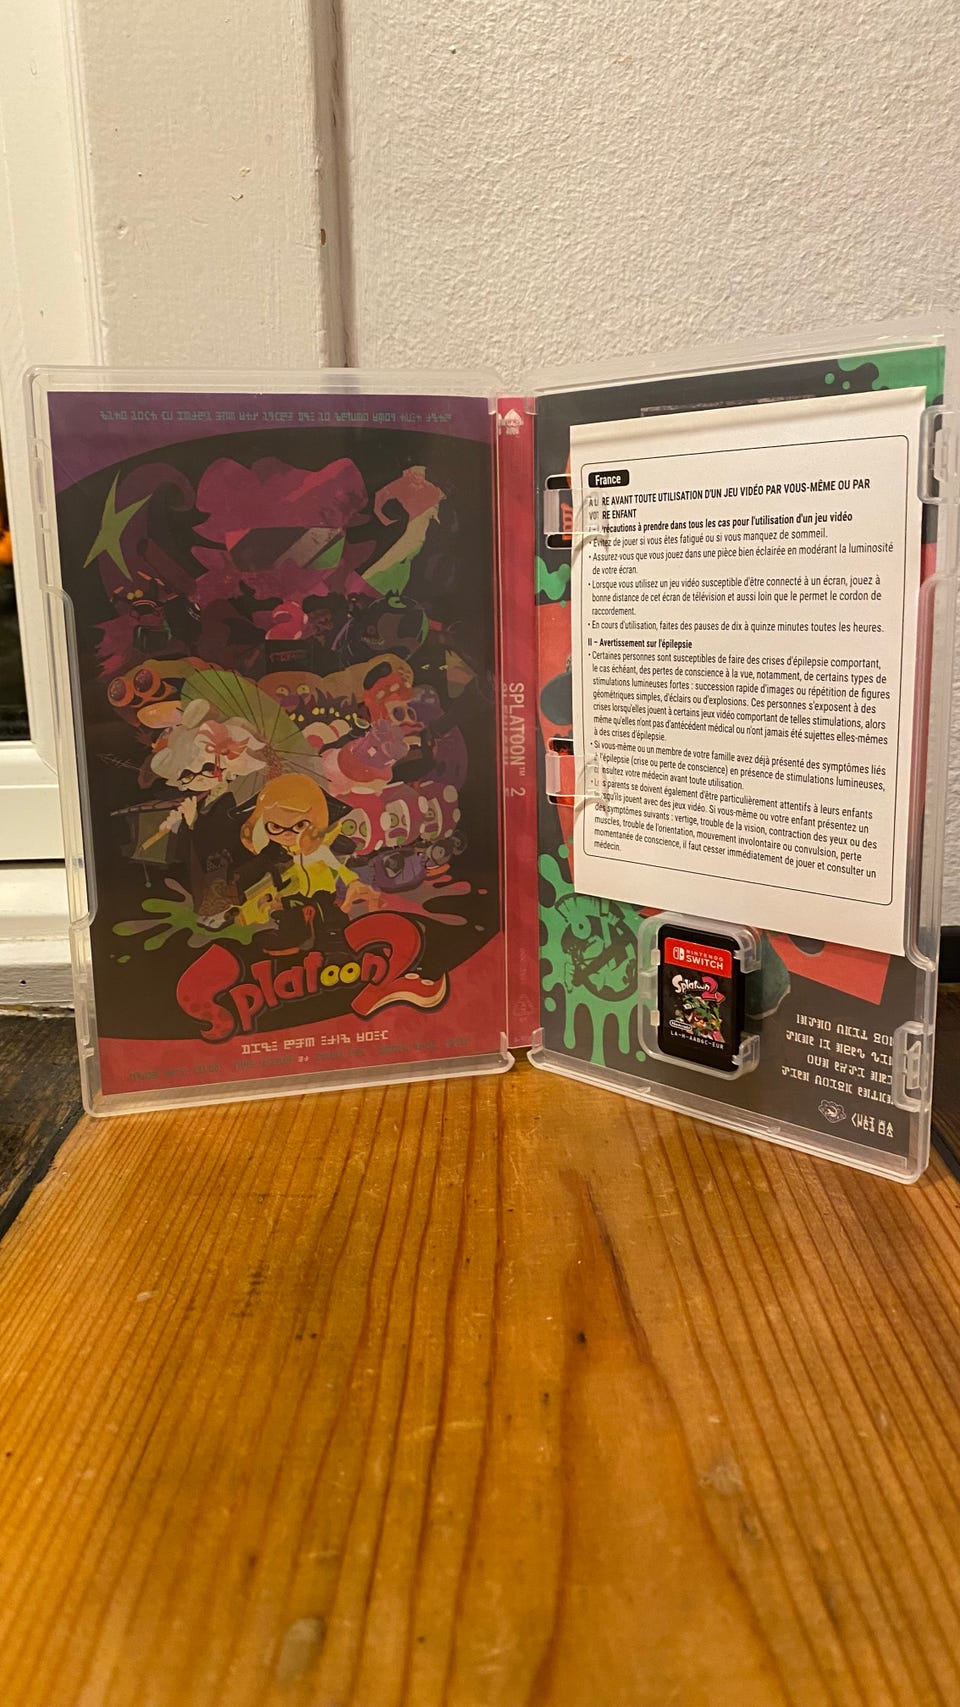 Splatoon 2
SPLATOON™ 2
France
À LIRE AVANT TOUTE UTILISATION D'UN JEU VIDÉO PAR VOUS-MÊME OU PAR
VOTRE ENFANT
I – Précautions à prendre dans tous les cas pour l'utilisation d'un jeu vidéo
• Évitez de jouer si vous êtes fatigué ou si vous manquez de sommeil.
• Assurez-vous que vous jouez dans une pièce bien éclairée en modérant la luminosité
de votre écran.
• Lorsque vous utilisez un jeu vidéo susceptible d'être connecté à un écran, jouez à
bonne distance de cet écran de télévision et aussi loin que le permet le cordon de
raccordement.
• En cours d'utilisation, faites des pauses de dix à quinze minutes toutes les heures.
II – Avertissement sur l'épilepsie
• Certaines personnes sont susceptibles de faire des crises d'épilepsie comportant,
le cas échéant, des pertes de conscience à la vue, notamment, de certains types de
stimulations lumineuses fortes : succession rapide d'images ou répétition de figures
géométriques simples, d'éclairs ou d'explosions. Ces personnes s'exposent à des
crises lorsqu'elles jouent à certains jeux vidéo comportant de telles stimulations, alors
même qu'elles n'ont pas d'antécédent médical ou n'ont jamais été sujettes elles-mêmes
à des crises d'épilepsie.
• Si vous-même ou un membre de votre famille avez déjà présenté des symptômes liés
à l'épilepsie (crise ou perte de conscience) en présence de stimulations lumineuses,
consultez votre médecin avant toute utilisation.
• Les parents se doivent également d'être particulièrement attentifs à leurs enfants
lorsqu'ils jouent avec des jeux vidéo. Si vous-même ou votre enfant présentez un
des symptômes suivants : vertige, trouble de la vision, contraction des yeux ou des
muscles, trouble de l'orientation, mouvement involontaire ou convulsion, perte
momentanée de conscience, il faut cesser immédiatement de jouer et consulter un
médecin.
NINTENDO
SWITCH
Splatoon 2
Nintendo
LA-H-AAB6C-EUR